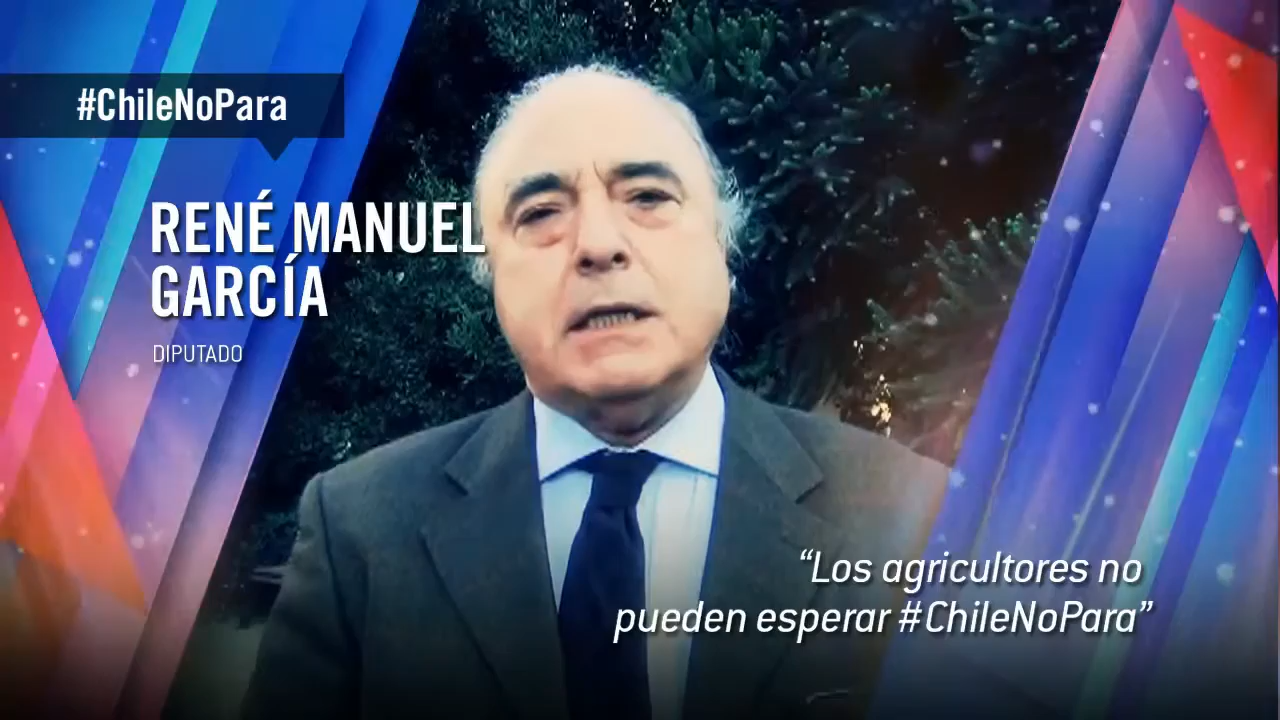 #ChileNoPara
RENÉ MANUEL
GARCÍA
DIPUTADO
“Los agricultores no
pueden esperar #ChileNoPara”